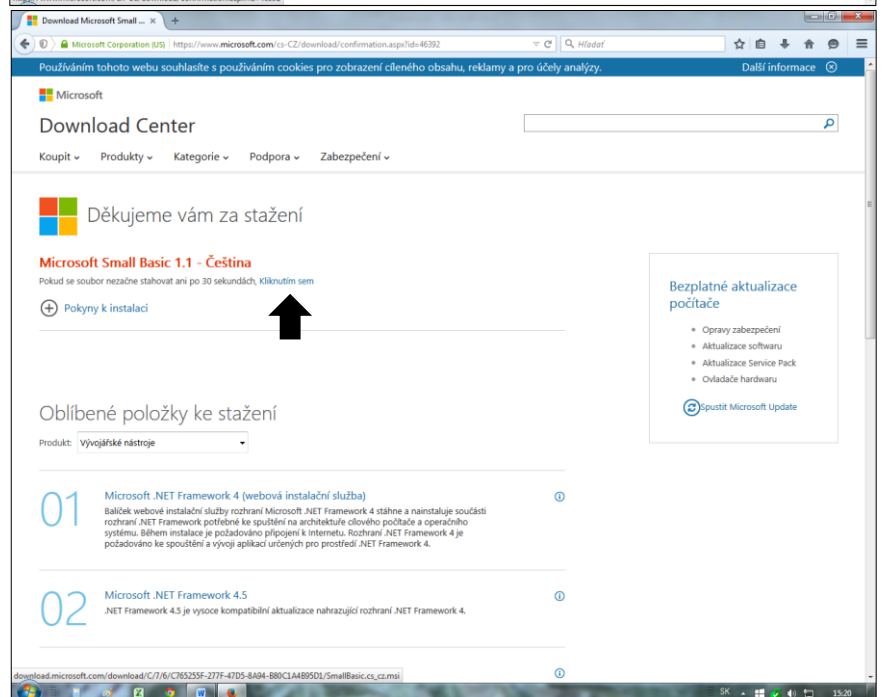 Download Microsoft Small ... × +
Microsoft Corporation (US) https://www.microsoft.com/cs-CZ/download/confirmation.aspx?id=46392 Hľadať
Používáním tohoto webu souhlasíte s používáním cookies pro zobrazení cíleného obsahu, reklamy a pro účely analýzy. Další informace
Microsoft
Download Center
Koupit Produkty Kategorie Podpora Zabezpečení
Děkujeme vám za stažení
Microsoft Small Basic 1.1 - Čeština
Pokud se soubor nezačne stahovat ani po 30 sekundách, Kliknutím sem
Pokyny k instalaci
Bezplatné aktualizace
počítače
Opravy zabezpečení
Aktualizace softwaru
Aktualizace Service Pack
Ovladače hardwaru
Spustit Microsoft Update
Oblíbené položky ke stažení
Produkt: Vývojářské nástroje
01
Microsoft .NET Framework 4 (webová instalační služba)
Balíček webové instalační služby rozhraní Microsoft .NET Framework 4 stáhne a nainstaluje součásti
rozhraní .NET Framework potřebné ke spuštění na architektuře cílového počítače a operačního
systému. Během instalace je požadováno připojení k Internetu. Rozhraní .NET Framework 4 je
požadováno ke spouštění a vývoji aplikací určených pro prostředí .NET Framework 4.
02
Microsoft .NET Framework 4.5
.NET Framework 4.5 je vysoce kompatibilní aktualizace nahrazující rozhraní .NET Framework 4.
download.microsoft.com/download/C/7/6/C765255F-277F-47D5-8A94-B80C1A4B95D1/SmallBasic.cs_cz.msi
SK 15:20